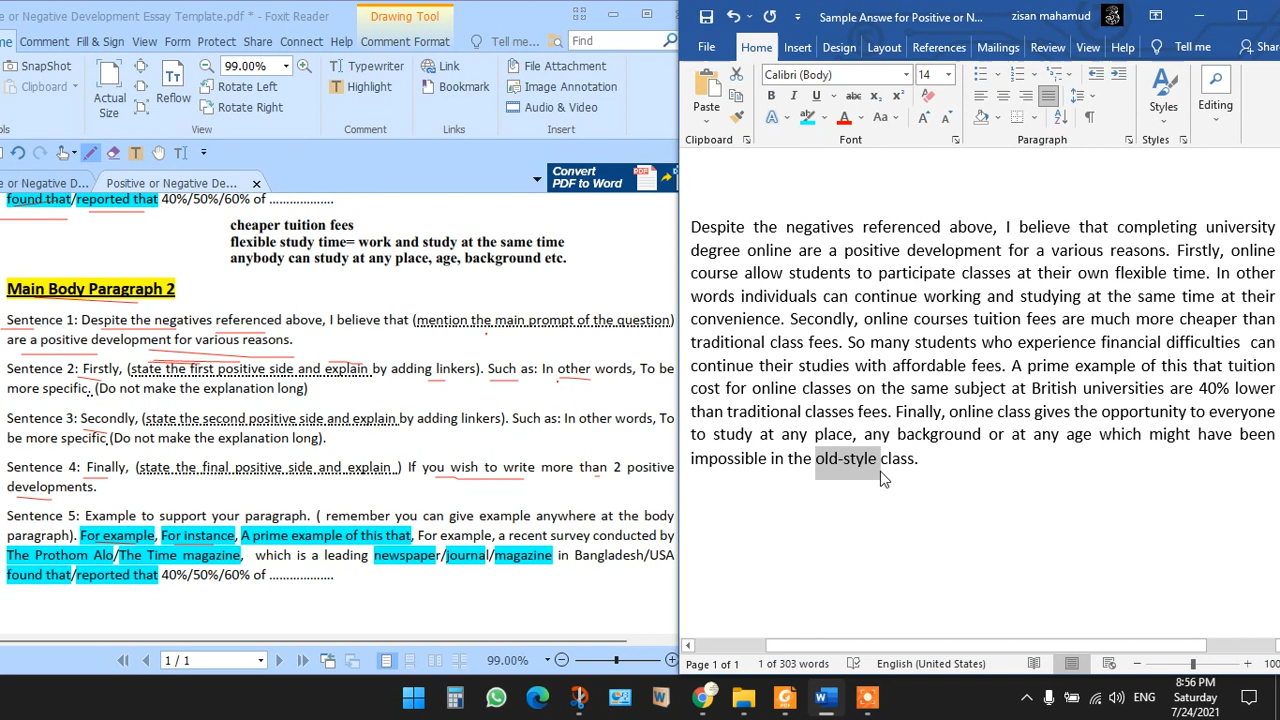 e or Negative Development Essay Template.pdf * - Foxit Reader
Drawing Tool
Comment
Fill & Sign
View
Form
Protect
Share
Connect
Help
Comment Format
Tell me...
Find
SnapShot
Clipboard
Actual Size
Reflow
99.00%
Rotate Left
Rotate Right
View
Typewriter
Highlight
Comment
Link
Bookmark
Links
File Attachment
Image Annotation
Audio & Video
Insert
e or Negative D...
Positive or Negative De...
Convert
PDF to Word
found that/reported that 40%/50%/60% of ………………
cheaper tuition fees
flexible study time= work and study at the same time
anybody can study at any place, age, background etc.
Main Body Paragraph 2
Sentence 1: Despite the negatives referenced above, I believe that (mention the main prompt of the question)
are a positive development for various reasons.
Sentence 2: Firstly, (state the first positive side and explain by adding linkers). Such as: In other words, To be
more specific. (Do not make the explanation long)
Sentence 3: Secondly, (state the second positive side and explain by adding linkers). Such as: In other words, To
be more specific (Do not make the explanation long).
Sentence 4: Finally, (state the final positive side and explain ) If you wish to write more than 2 positive
developments.
Sentence 5: Example to support your paragraph. ( remember you can give example anywhere at the body
paragraph). For example, For instance, A prime example of this that, For example, a recent survey conducted by
The Prothom Alo/The Time magazine, which is a leading newspaper/journal/magazine in Bangladesh/USA
found that/reported that 40%/50%/60% of ………………
1 / 1
99.00%
Sample Answe for Positive or N...
zisan mahamud
File
Home
Insert
Design
Layout
References
Mailings
Review
View
Help
Tell me
Shar
Paste
Clipboard
Calibri (Body)
14
Font
Paragraph
Styles
Styles
Editing
Despite the negatives referenced above, I believe that completing university
degree online are a positive development for a various reasons. Firstly, online
course allow students to participate classes at their own flexible time. In other
words individuals can continue working and studying at the same time at their
convenience. Secondly, online courses tuition fees are much more cheaper than
traditional class fees. So many students who experience financial difficulties can
continue their studies with affordable fees. A prime example of this that tuition
cost for online classes on the same subject at British universities are 40% lower
than traditional classes fees. Finally, online class gives the opportunity to everyone
to study at any place, any background or at any age which might have been
impossible in the old-style class.
Page 1 of 1
1 of 303 words
English (United States)
100
ENG
8:56 PM
Saturday
7/24/2021